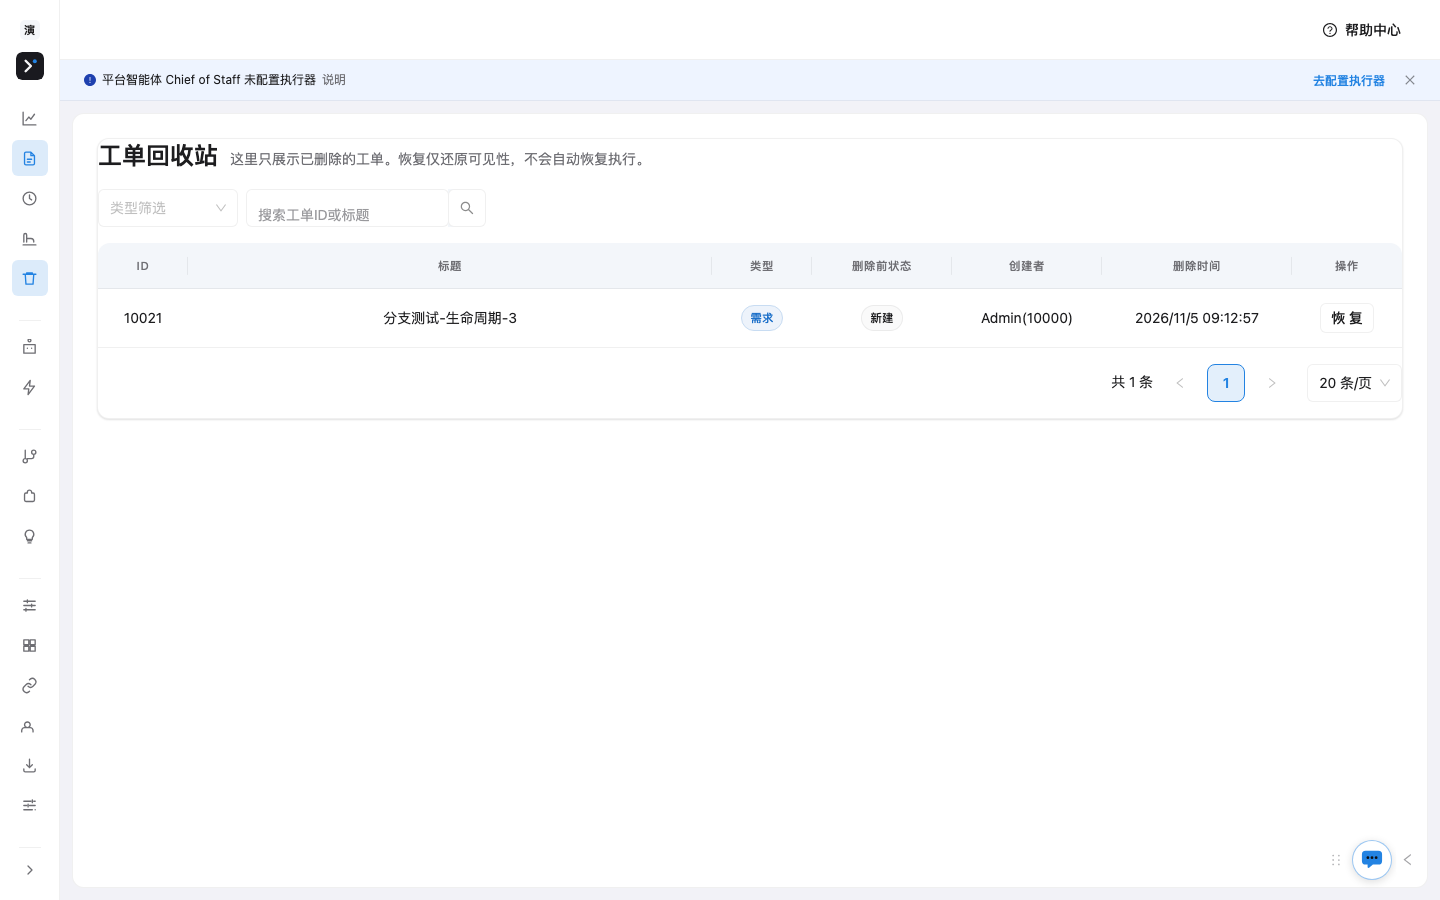 演
帮助中心
平台智能体 Chief of Staff 未配置执行器 说明
去配置执行器
工单回收站 这里只展示已删除的工单。恢复仅还原可见性，不会自动恢复执行。
类型筛选
搜索工单ID或标题
ID 标题 类型 删除前状态 创建者 删除时间 操作
10021 分支测试-生命周期-3 需求 新建 Admin(10000) 2026/11/5 09:12:57 恢 复
共 1 条 1 20 条/页